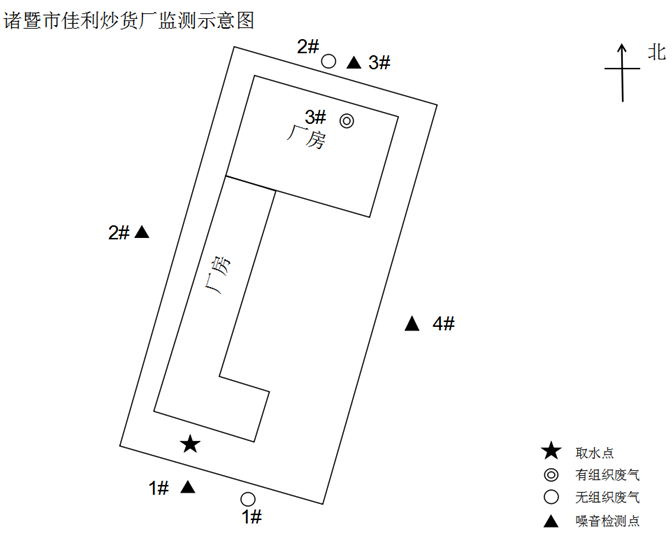 诸暨市佳利炒货厂监测示意图
北
2#
3#
3#
厂房
2#
厂房
4#
1#
1#
取水点
有组织废气
无组织废气
噪音检测点